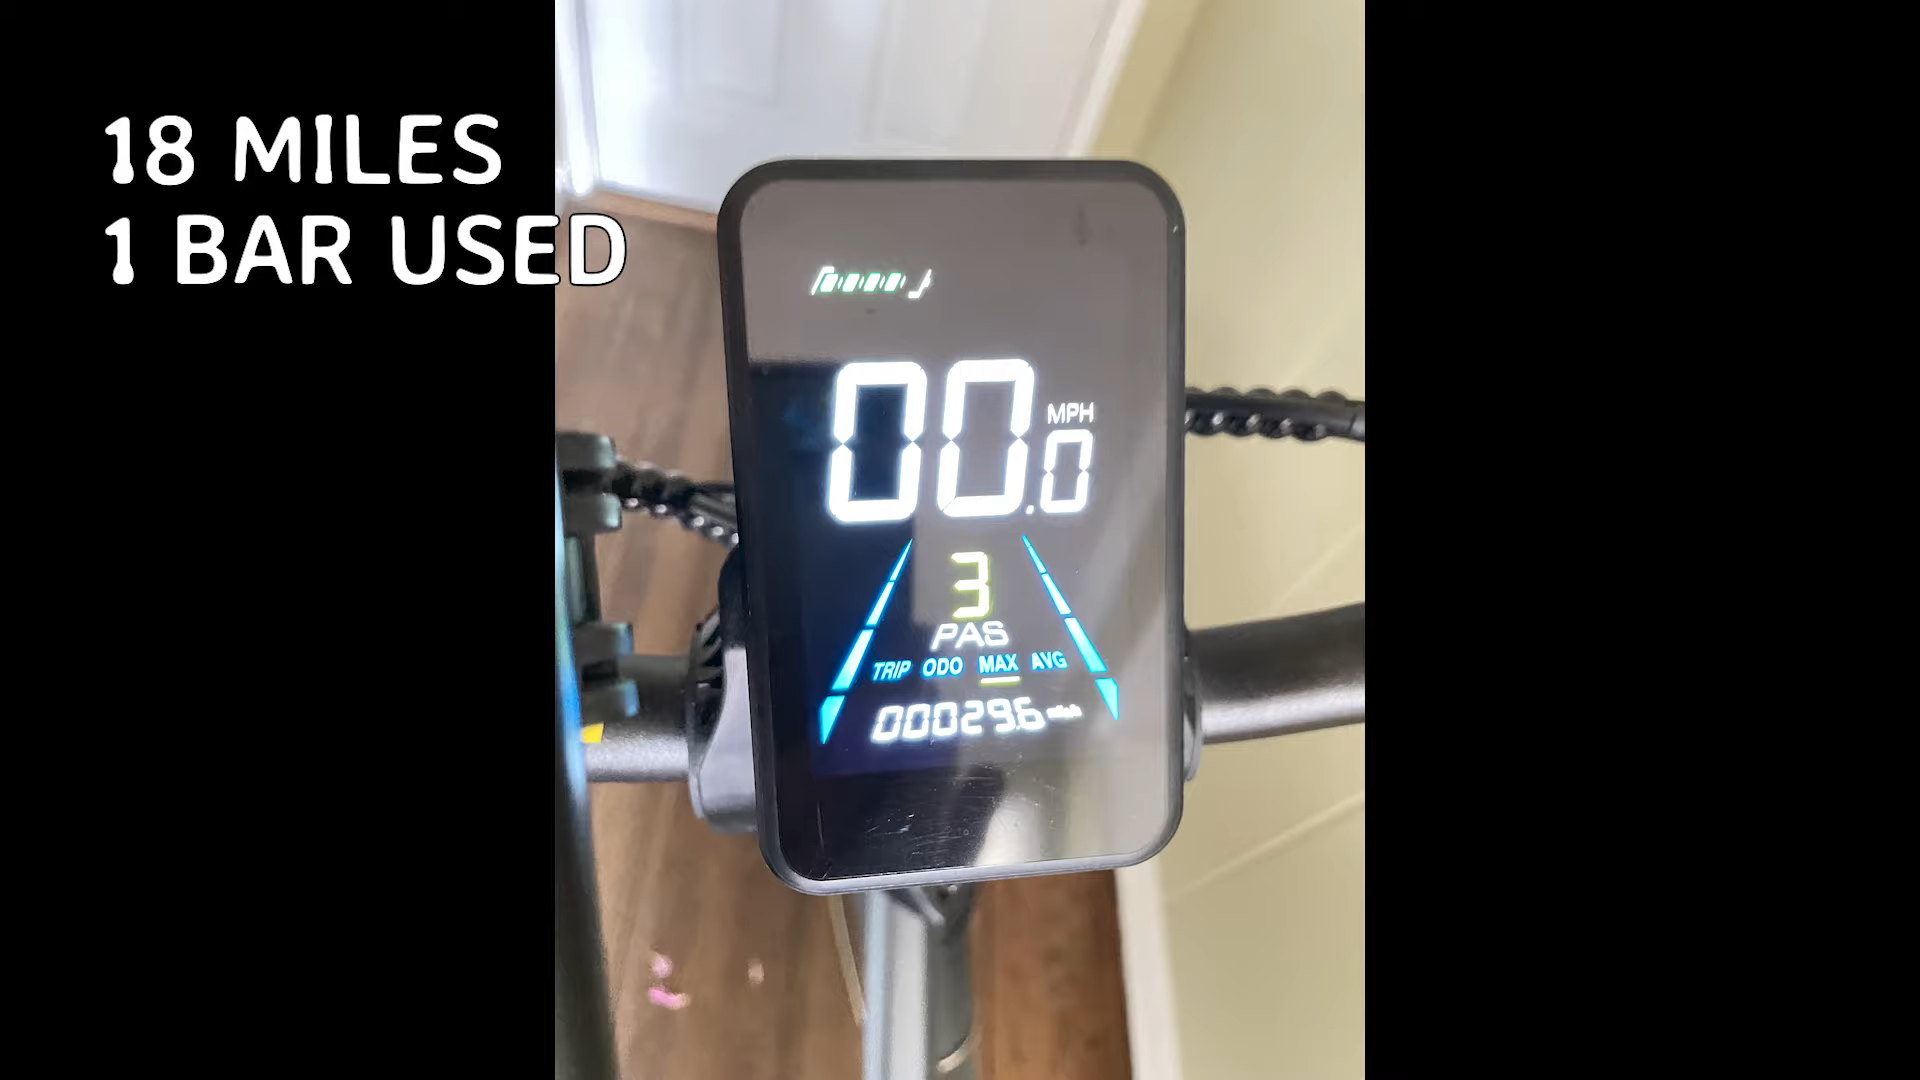 18 MILES
1 BAR USED
00.0 MPH
3
PAS
TRIP ODO MAX AVG
00029.6